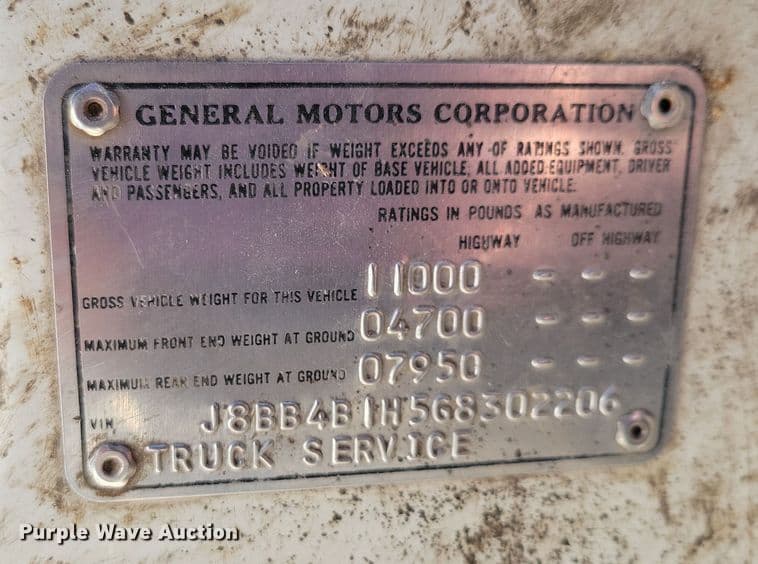 GENERAL MOTORS CORPORATION
WARRANTY MAY BE VOIDED IF WEIGHT EXCEEDS ANY OF RATINGS SHOWN. GROSS
VEHICLE WEIGHT INCLUDES WEIGHT OF BASE VEHICLE, ALL ADDED EQUIPMENT, DRIVER
AND PASSENGERS, AND ALL PROPERTY LOADED INTO OR ONTO VEHICLE.
RATINGS IN POUNDS AS MANUFACTURED
HIGHWAY OFF HIGHWAY
GROSS VEHICLE WEIGHT FOR THIS VEHICLE 11000 - - -
MAXIMUM FRONT END WEIGHT AT GROUND 04700 - - -
MAXIMUM REAR END WEIGHT AT GROUND 07950 - - -
VIN J8BB4B1H5G8302206
TRUCK SERVICE
Purple Wave Auction